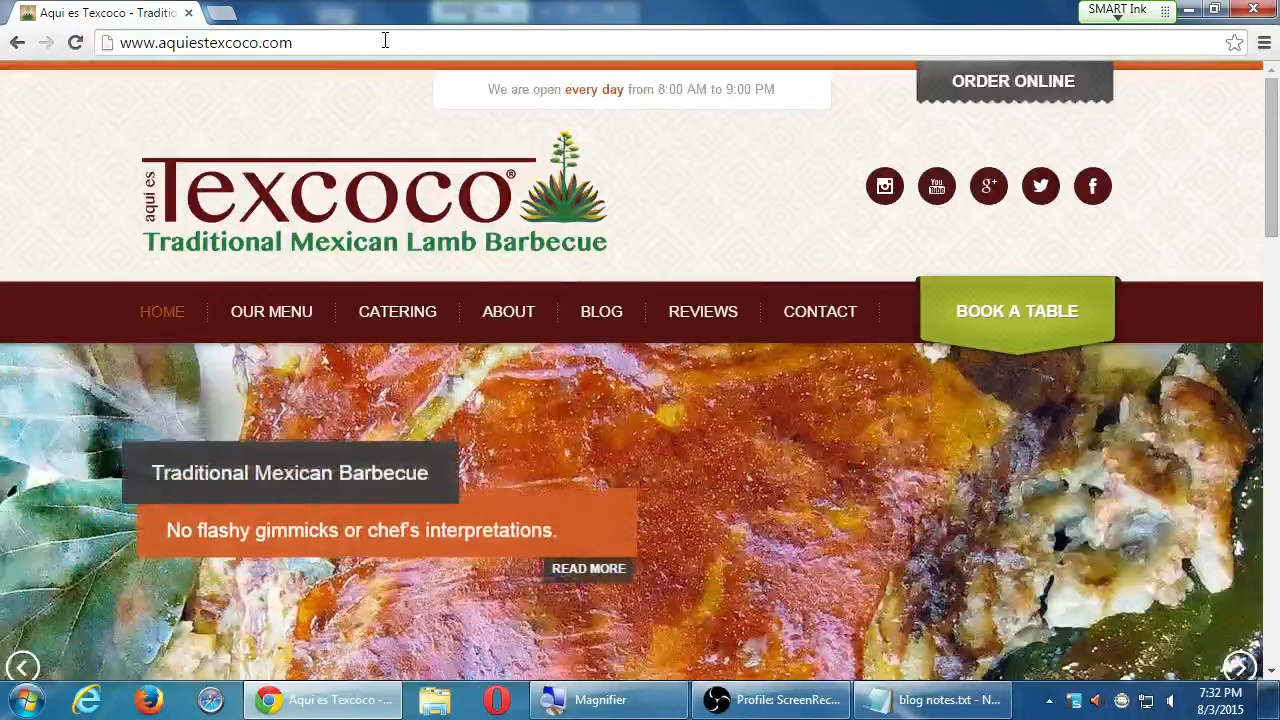 Aqui es Texcoco - Traditio
SMART Ink
www.aquiestexcoco.com
We are open every day from 8:00 AM to 9:00 PM
ORDER ONLINE
aqui es
Texcoco®
Traditional Mexican Lamb Barbecue
You
Tube
g+
HOME
OUR MENU
CATERING
ABOUT
BLOG
REVIEWS
CONTACT
BOOK A TABLE
Traditional Mexican Barbecue
No flashy gimmicks or chef's interpretations.
READ MORE
Aqui es Texcoco -...
Magnifier
Profile: ScreenRec...
blog notes.txt - N...
7:32 PM
8/3/2015